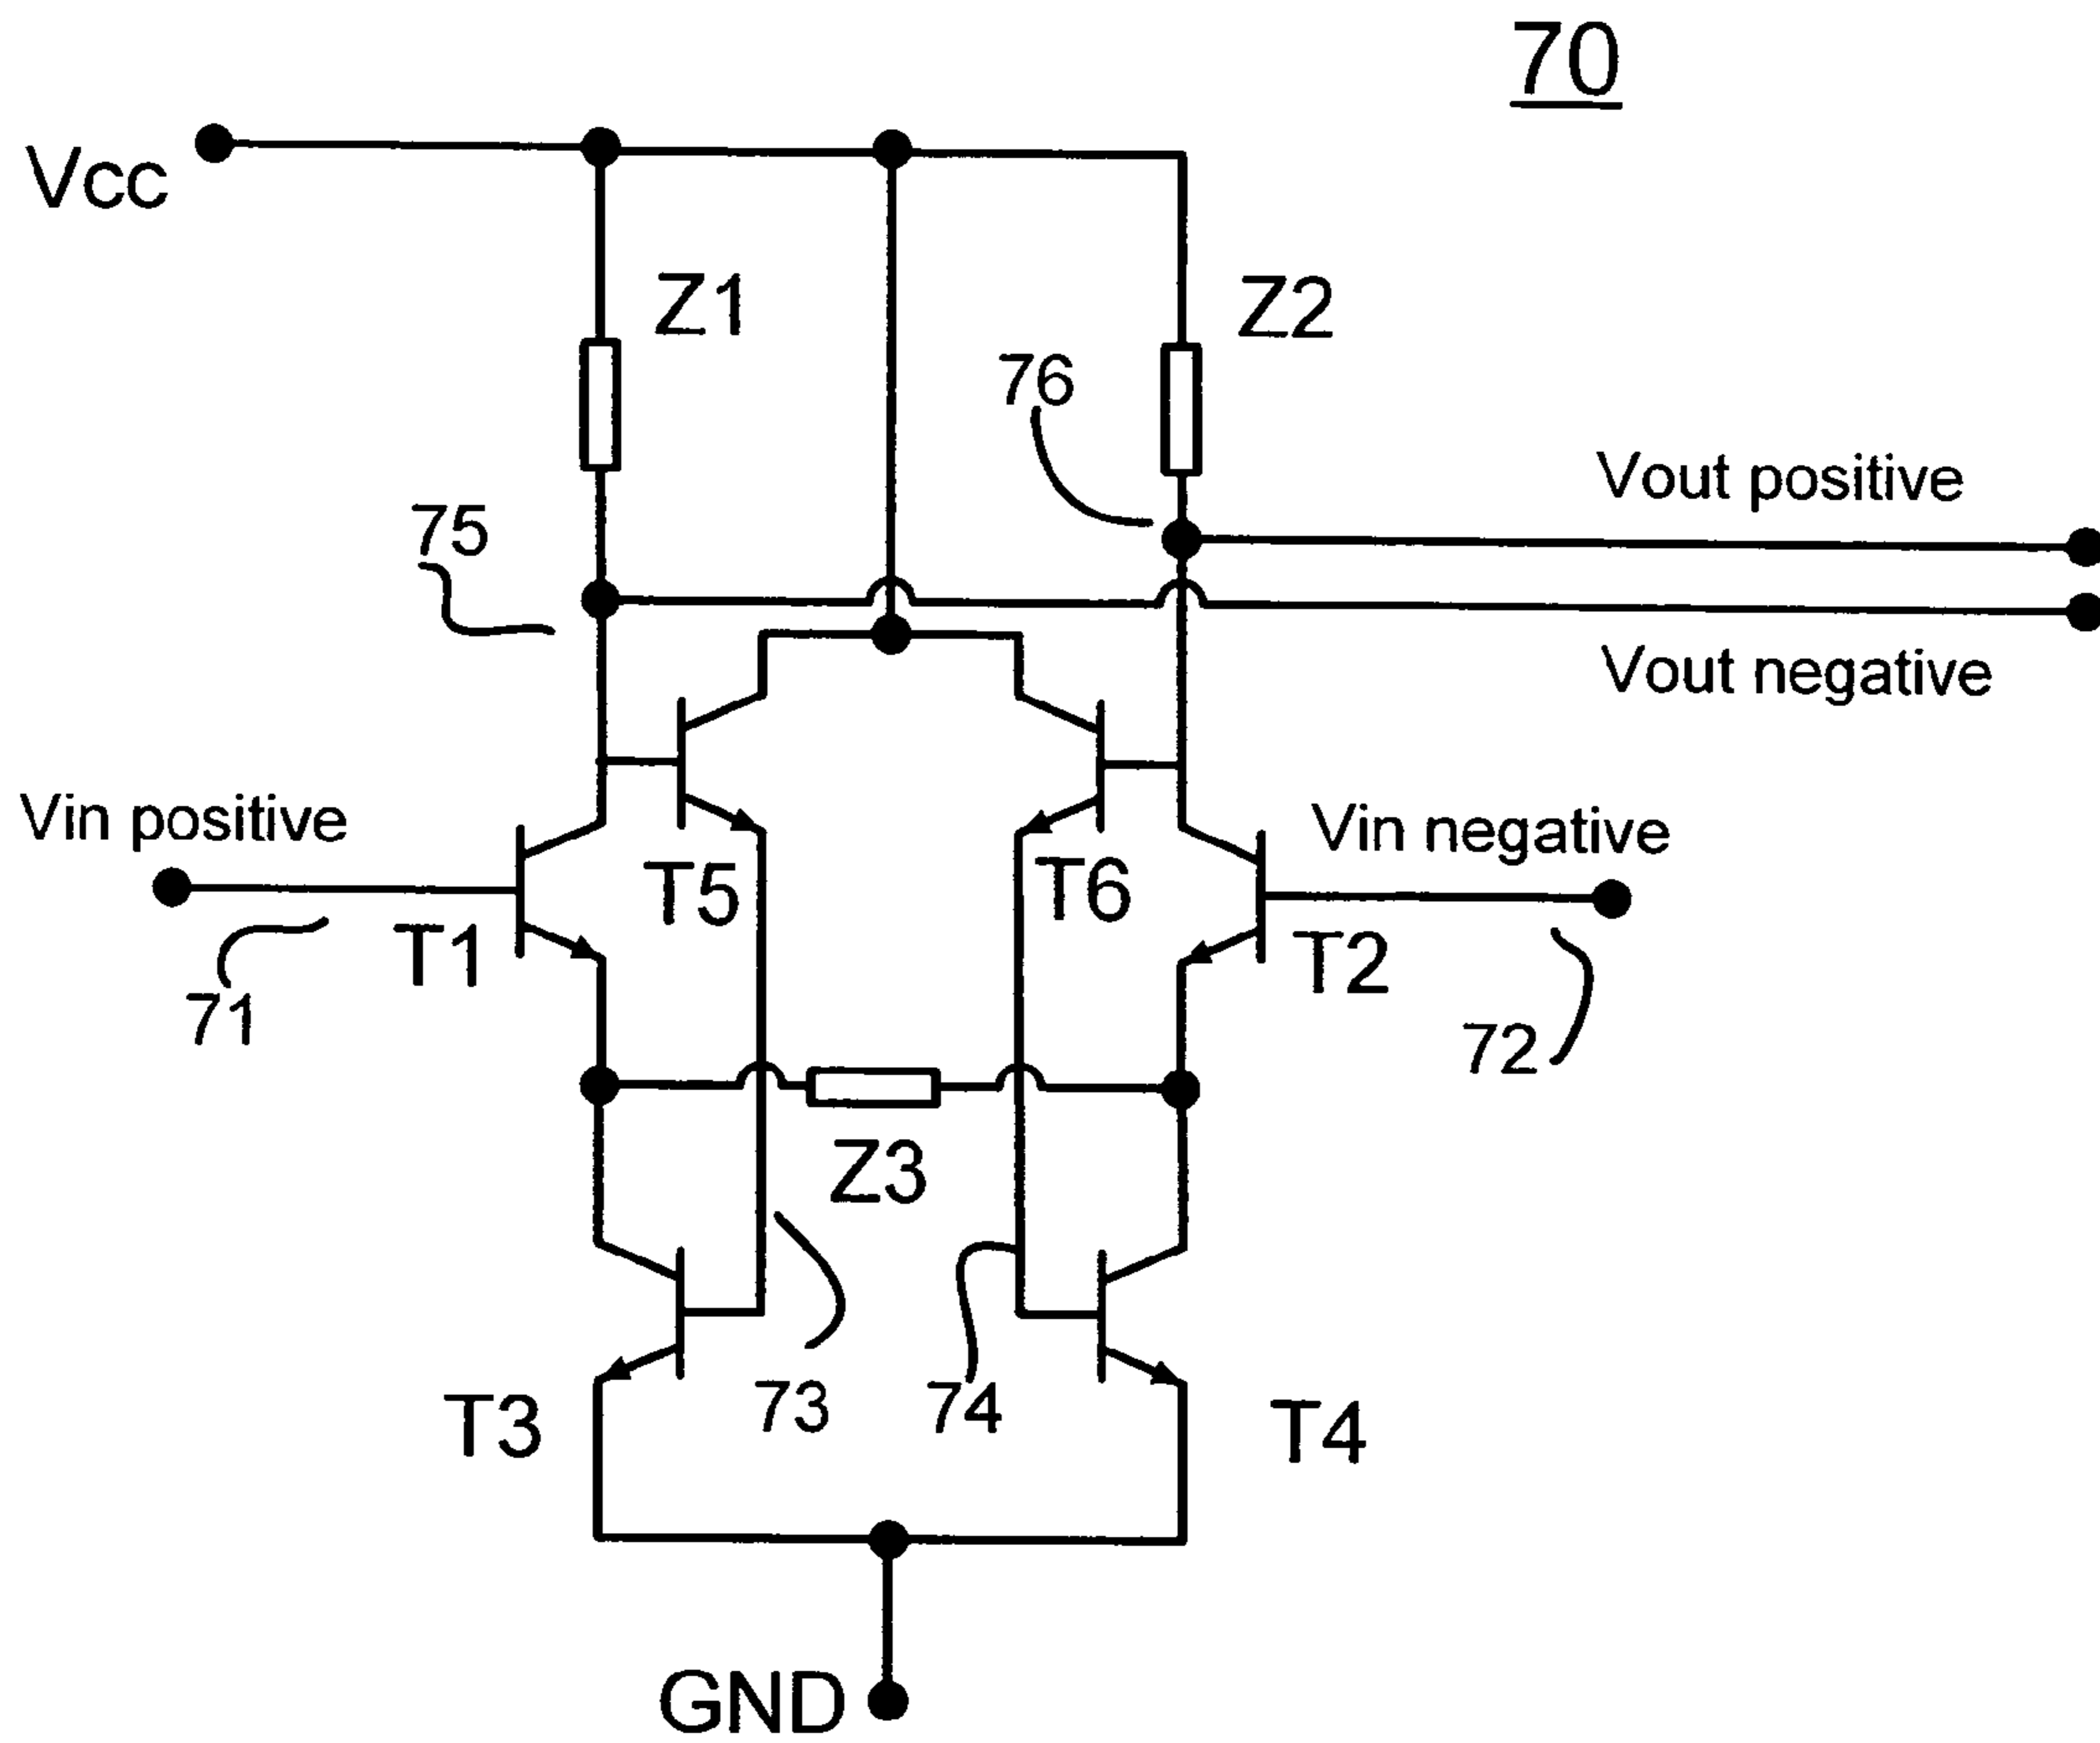 70
Vcc
Z1
Z2
76
Vout positive
75
Vout negative
Vin positive
Vin negative
T5
T6
T1
T2
71
72
Z3
73
74
T3
T4
GND